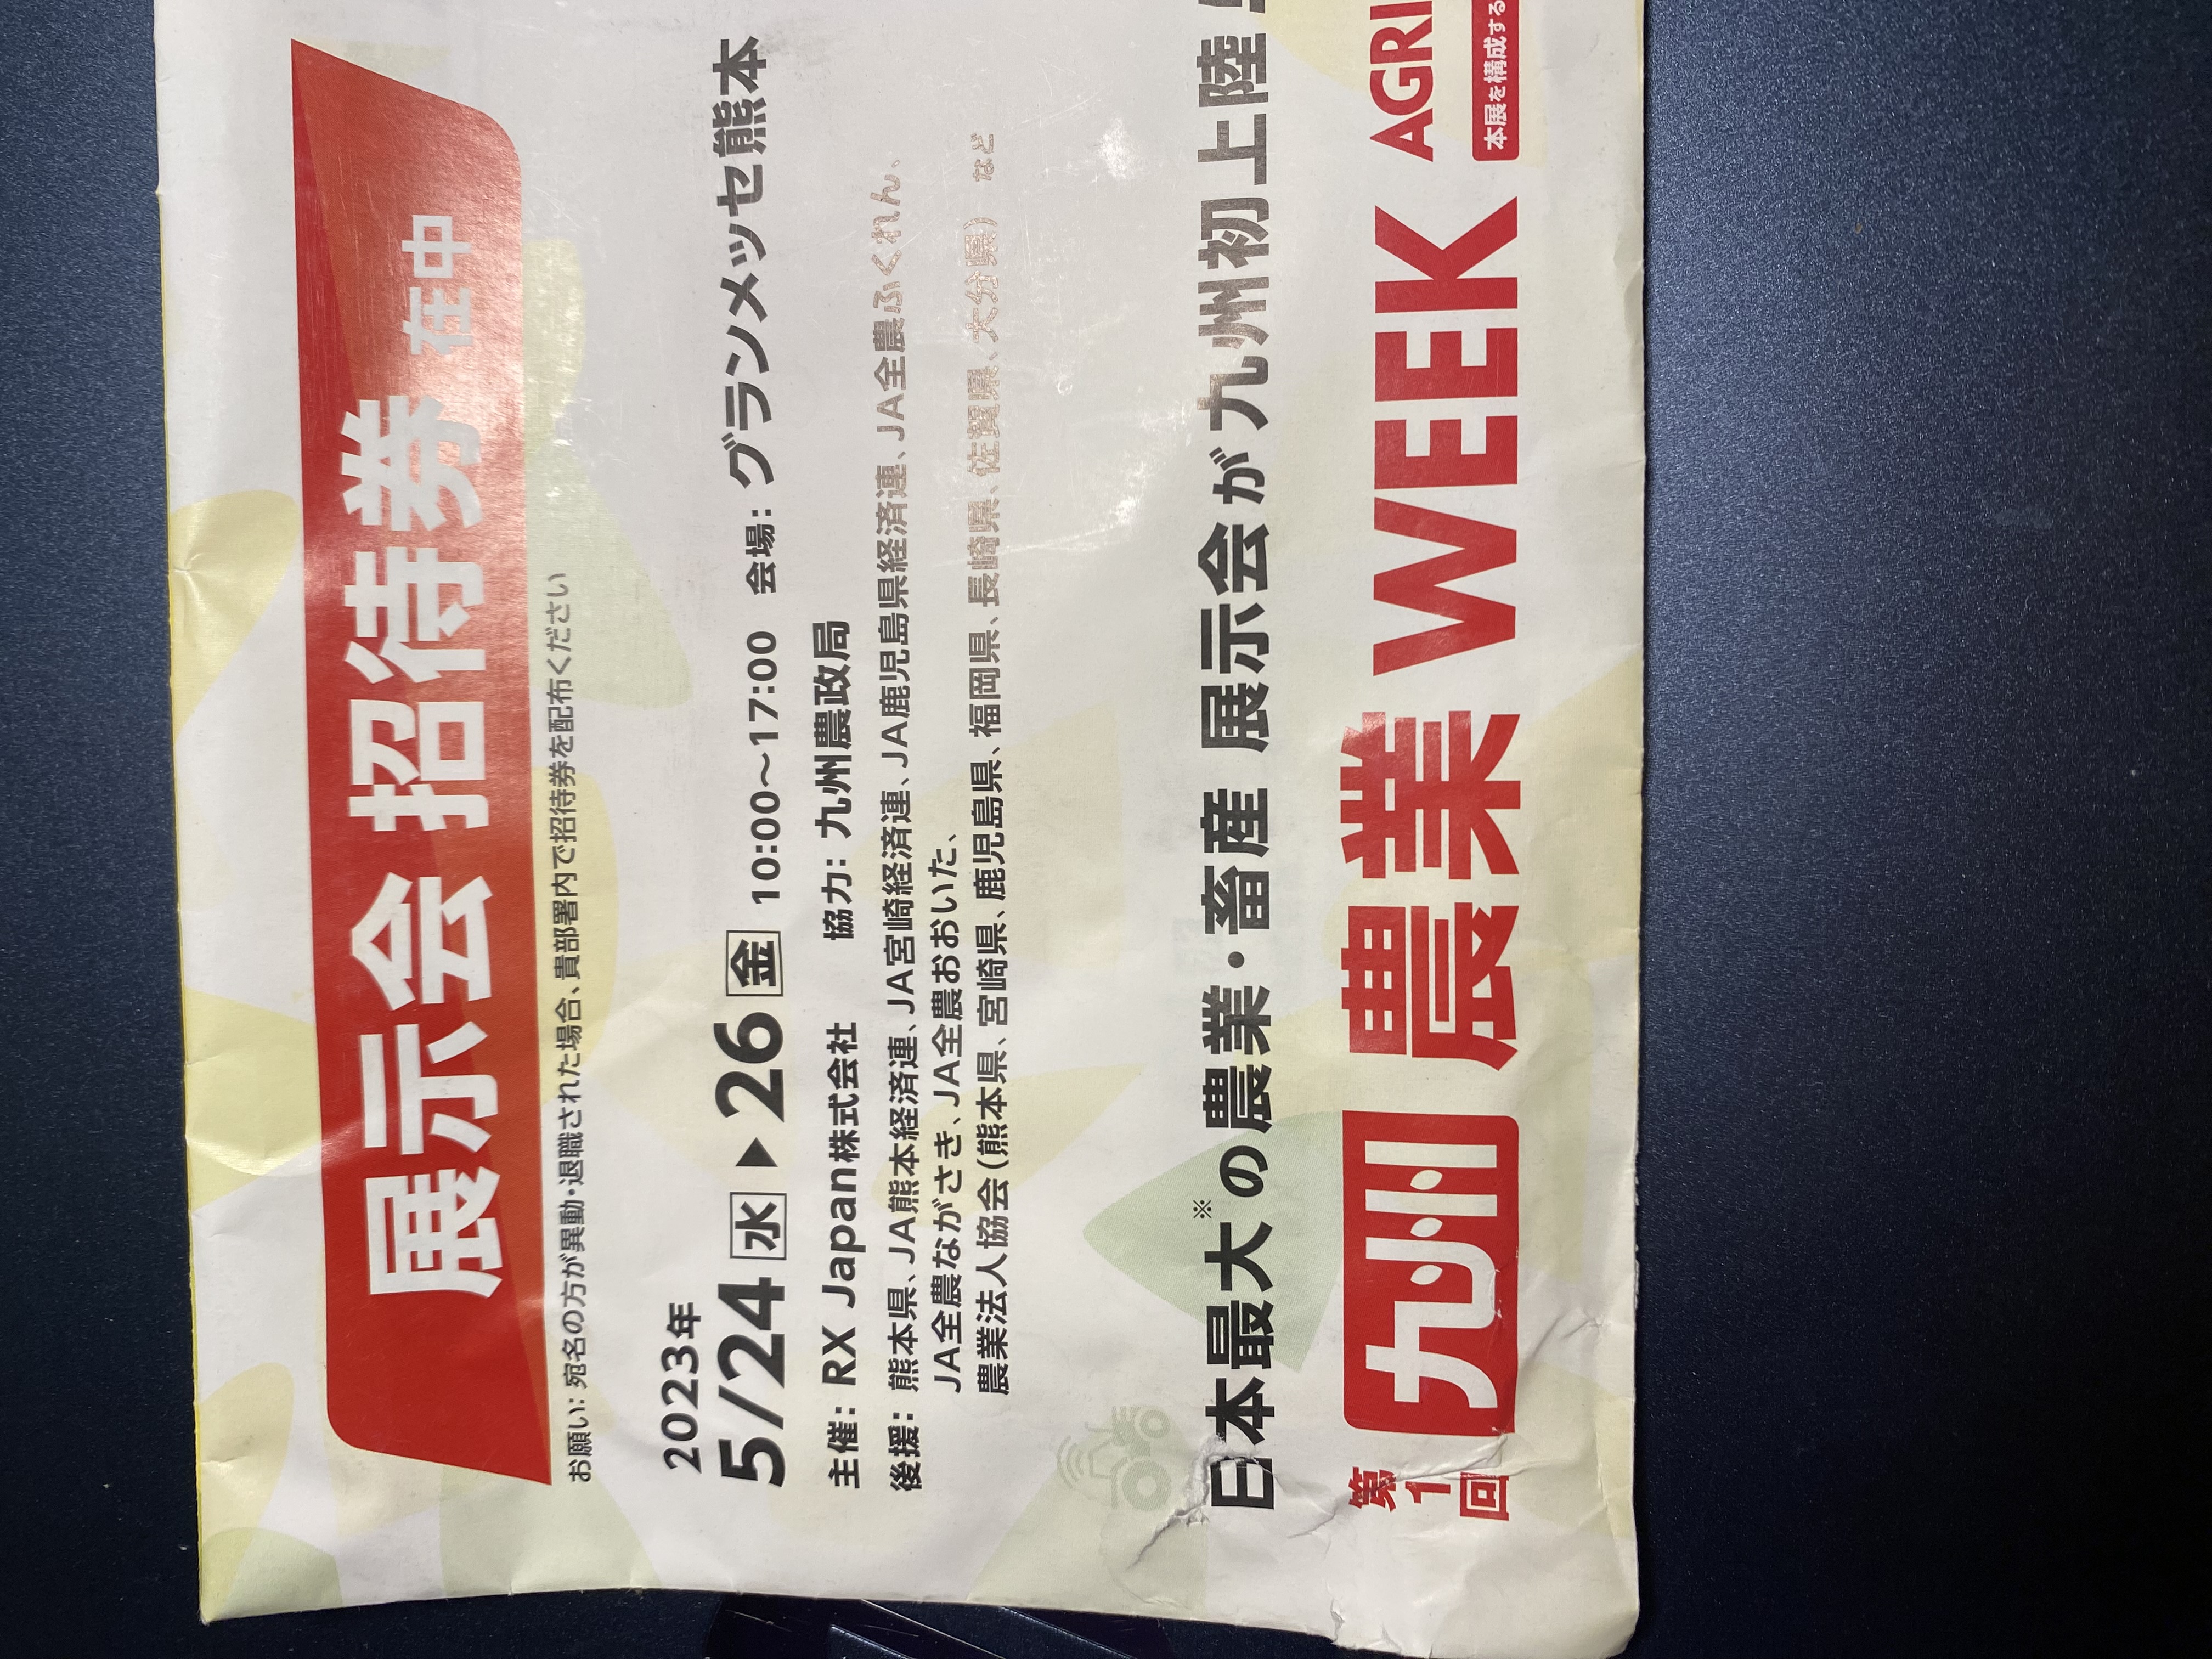 展示会 招待券 在中
お願い：宛名の方が異動・退職された場合、貴部署内で招待券を配布ください
2023年
5/24 水 ▶ 26 金 10:00～17:00 会場：グランメッセ熊本
主催：RX Japan株式会社 協力：九州農政局
後援：熊本県、JA熊本経済連、JA宮崎経済連、JA鹿児島県経済連、JA全農ふくれん、
JA全農ながさき、JA全農おおいた、
農業法人協会（熊本県、宮崎県、鹿児島県、福岡県、長崎県、佐賀県、大分県）など
日本最大※の農業・畜産 展示会が 九州初上陸
第1回 九州 農業 WEEK AGRI
本展を構成する